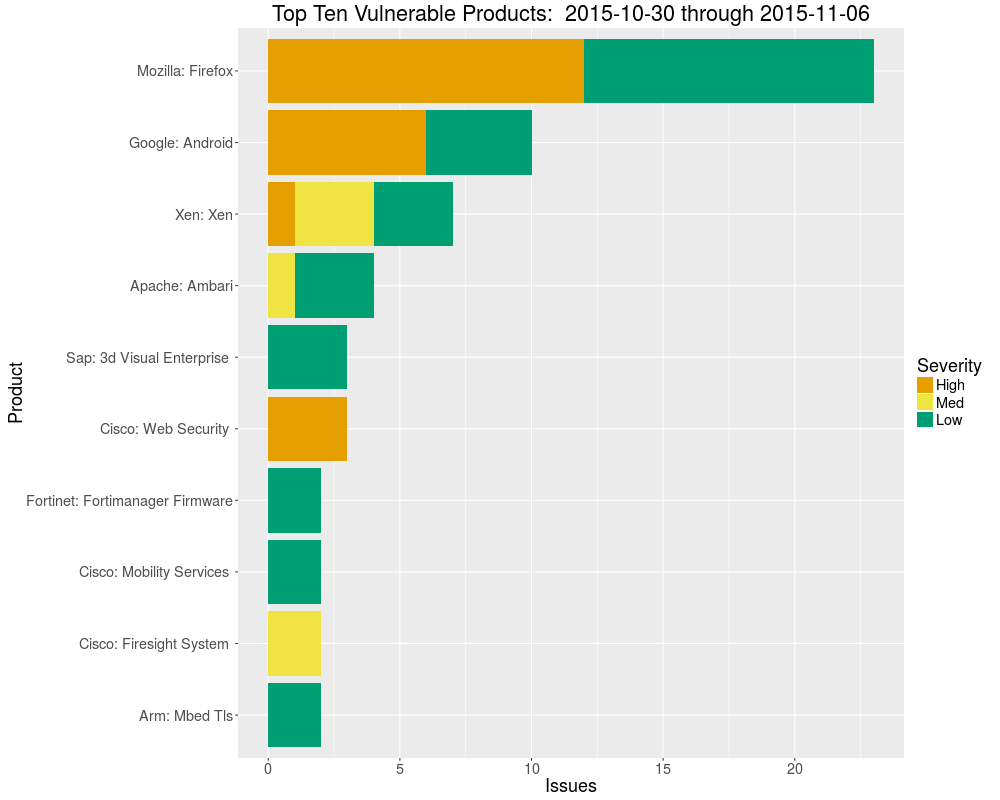 Top Ten Vulnerable Products:  2015-10-30 through 2015-11-06
Mozilla: Firefox
Google: Android
Xen: Xen
Apache: Ambari
Sap: 3d Visual Enterprise
Cisco: Web Security
Fortinet: Fortimanager Firmware
Cisco: Mobility Services
Cisco: Firesight System
Arm: Mbed Tls
Product
0 5 10 15 20
Issues
Severity
High
Med
Low